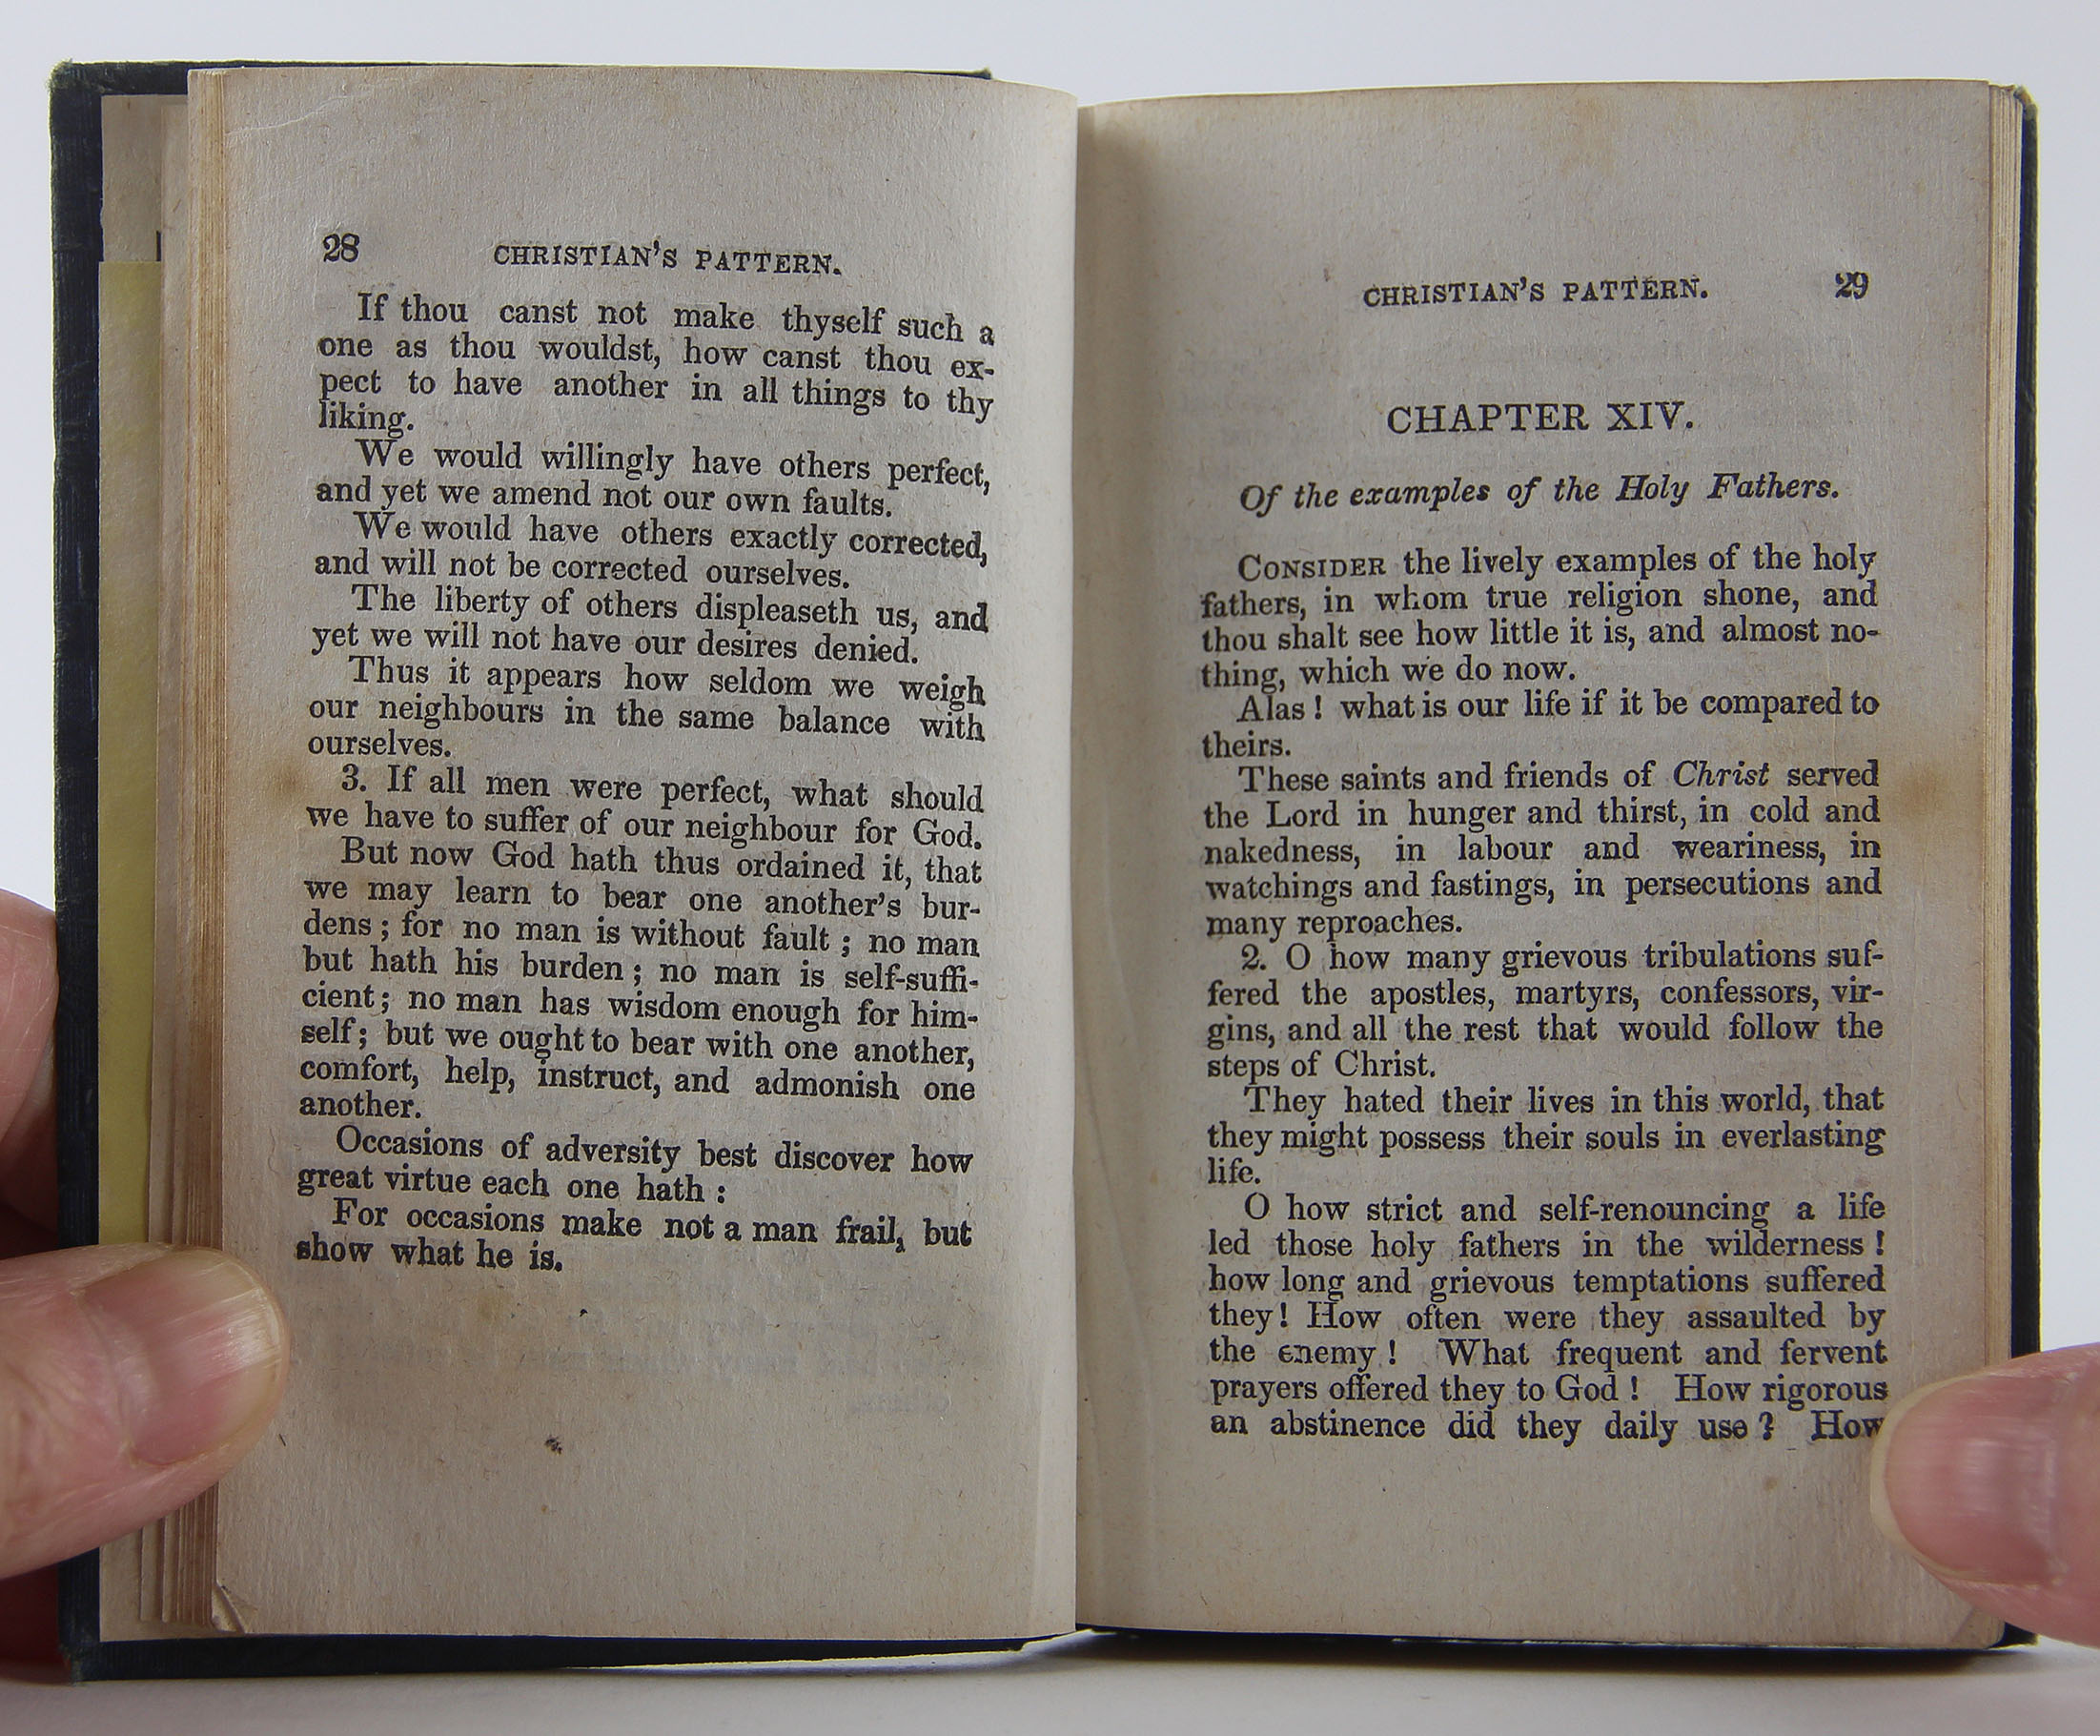 28 CHRISTIAN'S PATTERN.
If thou canst not make thyself such a
one as thou wouldst, how canst thou ex-
pect to have another in all things to thy
liking.
We would willingly have others perfect,
and yet we amend not our own faults.
We would have others exactly corrected,
and will not be corrected ourselves.
The liberty of others displeaseth us, and
yet we will not have our desires denied.
Thus it appears how seldom we weigh
our neighbours in the same balance with
ourselves.
3. If all men were perfect, what should
we have to suffer of our neighbour for God.
But now God hath thus ordained it, that
we may learn to bear one another's bur-
dens; for no man is without fault; no man
but hath his burden; no man is self-suffi-
cient; no man has wisdom enough for him-
self; but we ought to bear with one another,
comfort, help, instruct, and admonish one
another.
Occasions of adversity best discover how
great virtue each one hath:
For occasions make not a man frail, but
show what he is.
CHRISTIAN'S PATTERN. 29
CHAPTER XIV.
Of the examples of the Holy Fathers.
CONSIDER the lively examples of the holy
fathers, in whom true religion shone, and
thou shalt see how little it is, and almost no-
thing, which we do now.
Alas! what is our life if it be compared to
theirs.
These saints and friends of Christ served
the Lord in hunger and thirst, in cold and
nakedness, in labour and weariness, in
watchings and fastings, in persecutions and
many reproaches.
2. O how many grievous tribulations suf-
fered the apostles, martyrs, confessors, vir-
gins, and all the rest that would follow the
steps of Christ.
They hated their lives in this world, that
they might possess their souls in everlasting
life.
O how strict and self-renouncing a life
led those holy fathers in the wilderness!
how long and grievous temptations suffered
they! How often were they assaulted by
the enemy! What frequent and fervent
prayers offered they to God! How rigorous
an abstinence did they daily use? How